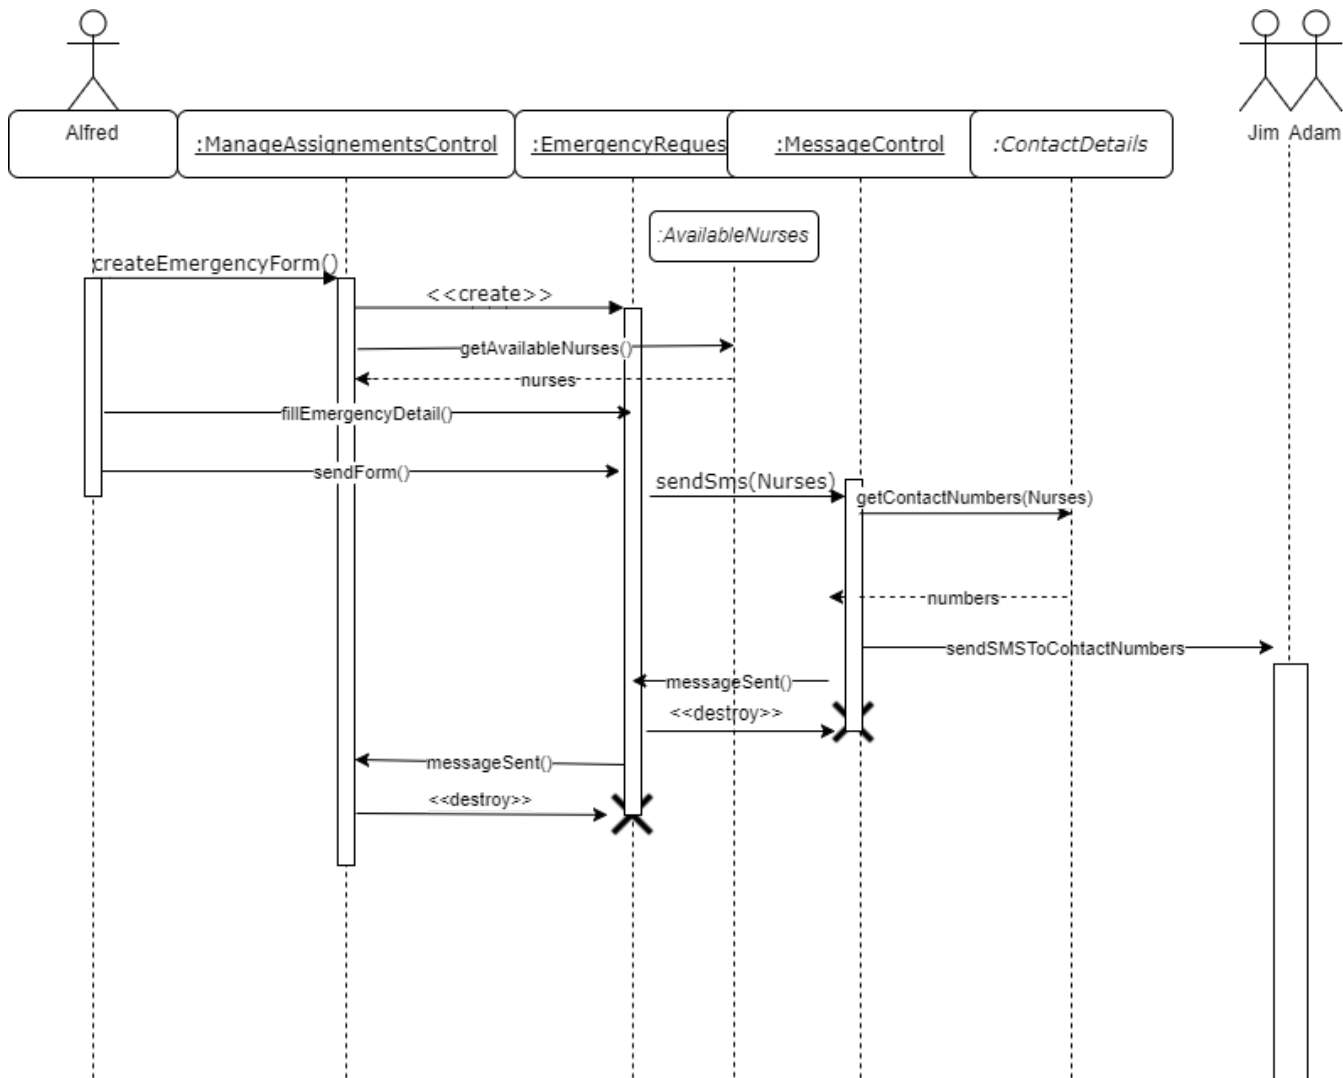 Alfred
:ManageAssignementsControl
:EmergencyReques
:MessageControl
:ContactDetails
Jim Adam
:AvailableNurses
createEmergencyForm()
<<create>>
getAvailableNurses()
nurses
fillEmergencyDetail()
sendForm()
sendSms(Nurses)
getContactNumbers(Nurses)
numbers
sendSMSToContactNumbers
messageSent()
<<destroy>>
messageSent()
<<destroy>>